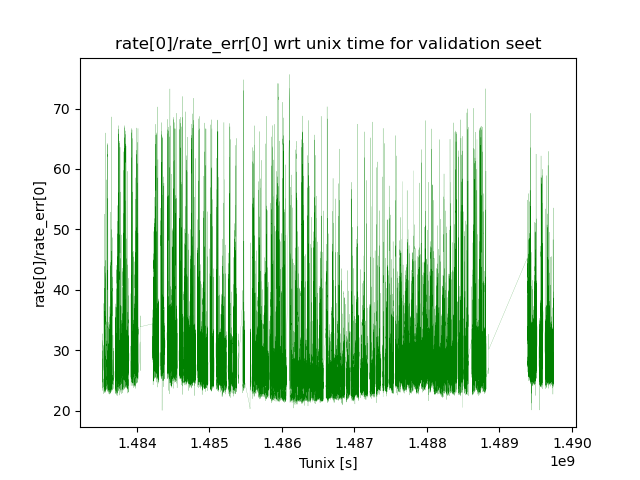 rate[0]/rate_err[0] wrt unix time for validation seet
rate[0]/rate_err[0]
70
60
50
40
30
20
1.484 1.485 1.486 1.487 1.488 1.489 1.490
1e9
Tunix [s]